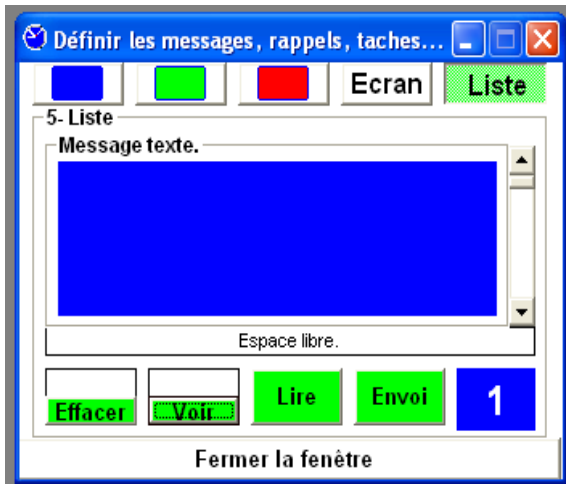 Définir les messages, rappels, taches...
Ecran Liste
5- Liste
Message texte.
Espace libre.
Effacer Voir Lire Envoi 1
Fermer la fenêtre